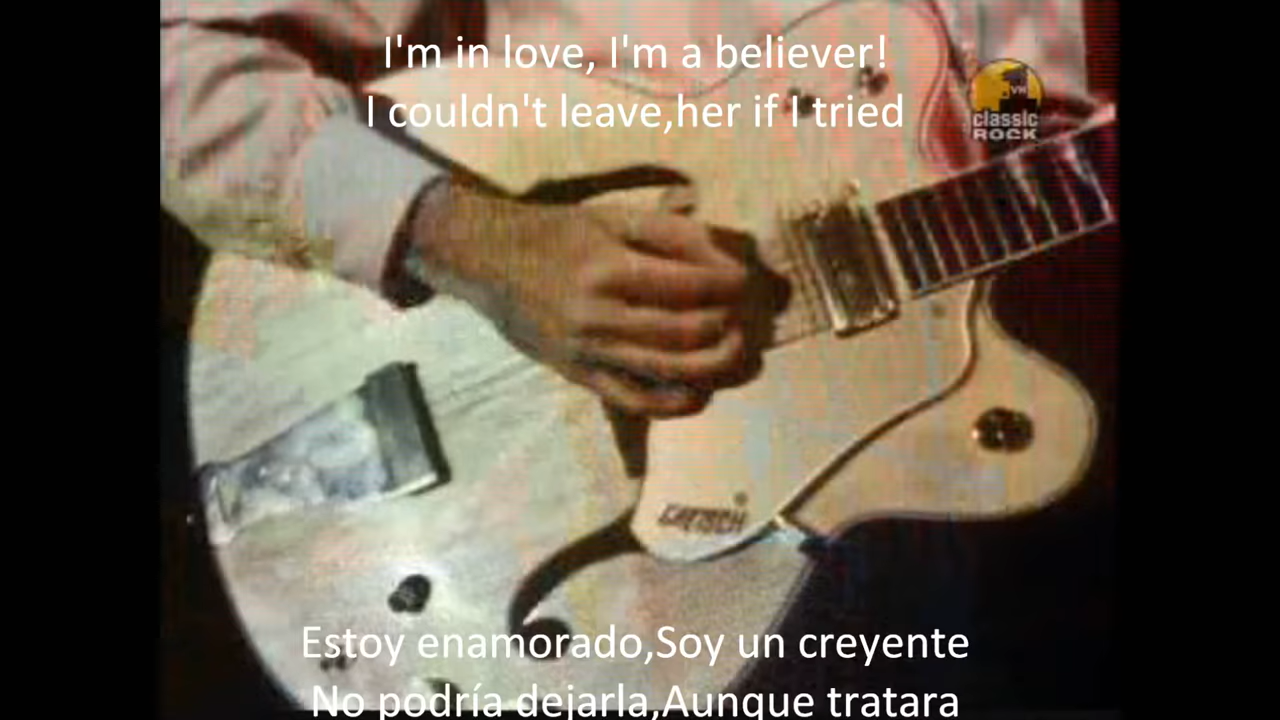 I'm in love, I'm a believer!
I couldn't leave,her if I tried
VH
classic
ROCK
GRETSCH
Estoy enamorado,Soy un creyente
No podría dejarla,Aunque tratara